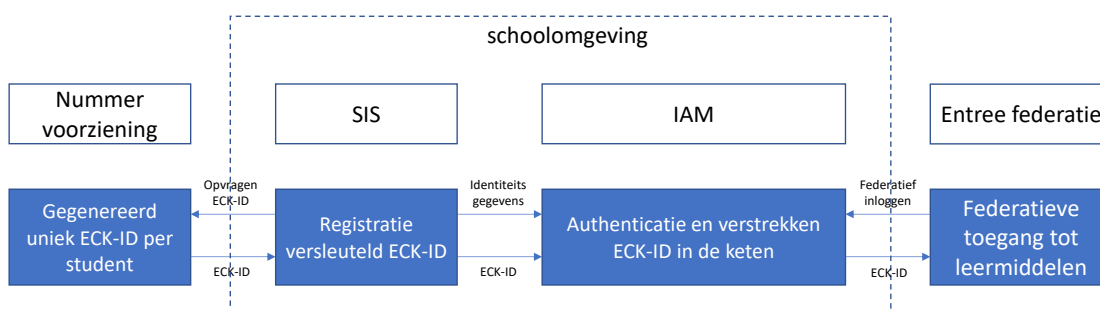 schoolomgeving
Nummer
voorziening
SIS
IAM
Entree federatie
Opvragen
ECK-ID
Identiteits
gegevens
Federatief
inloggen
Gegenereerd
uniek ECK-ID per
student
Registratie
versleuteld ECK-ID
Authenticatie en verstrekken
ECK-ID in de keten
Federatieve
toegang tot
leermiddelen
ECK-ID
ECK-ID
ECK-ID